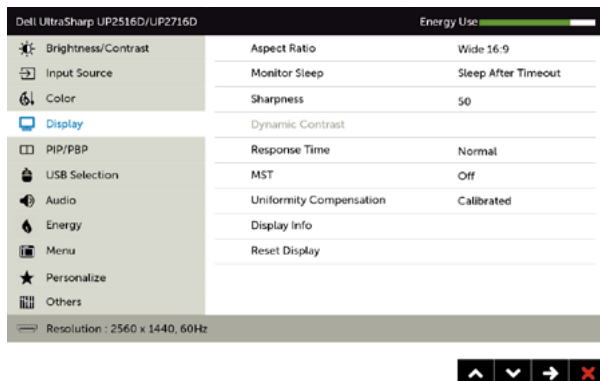 Dell UltraSharp UP2516D/UP2716D Energy Use
Brightness/Contrast Aspect Ratio Wide 16:9
Input Source Monitor Sleep Sleep After Timeout
Color Sharpness 50
Display Dynamic Contrast
PIP/PBP Response Time Normal
USB Selection MST Off
Audio Uniformity Compensation Calibrated
Energy Display Info
Menu Reset Display
Personalize
Others
Resolution : 2560 x 1440, 60Hz